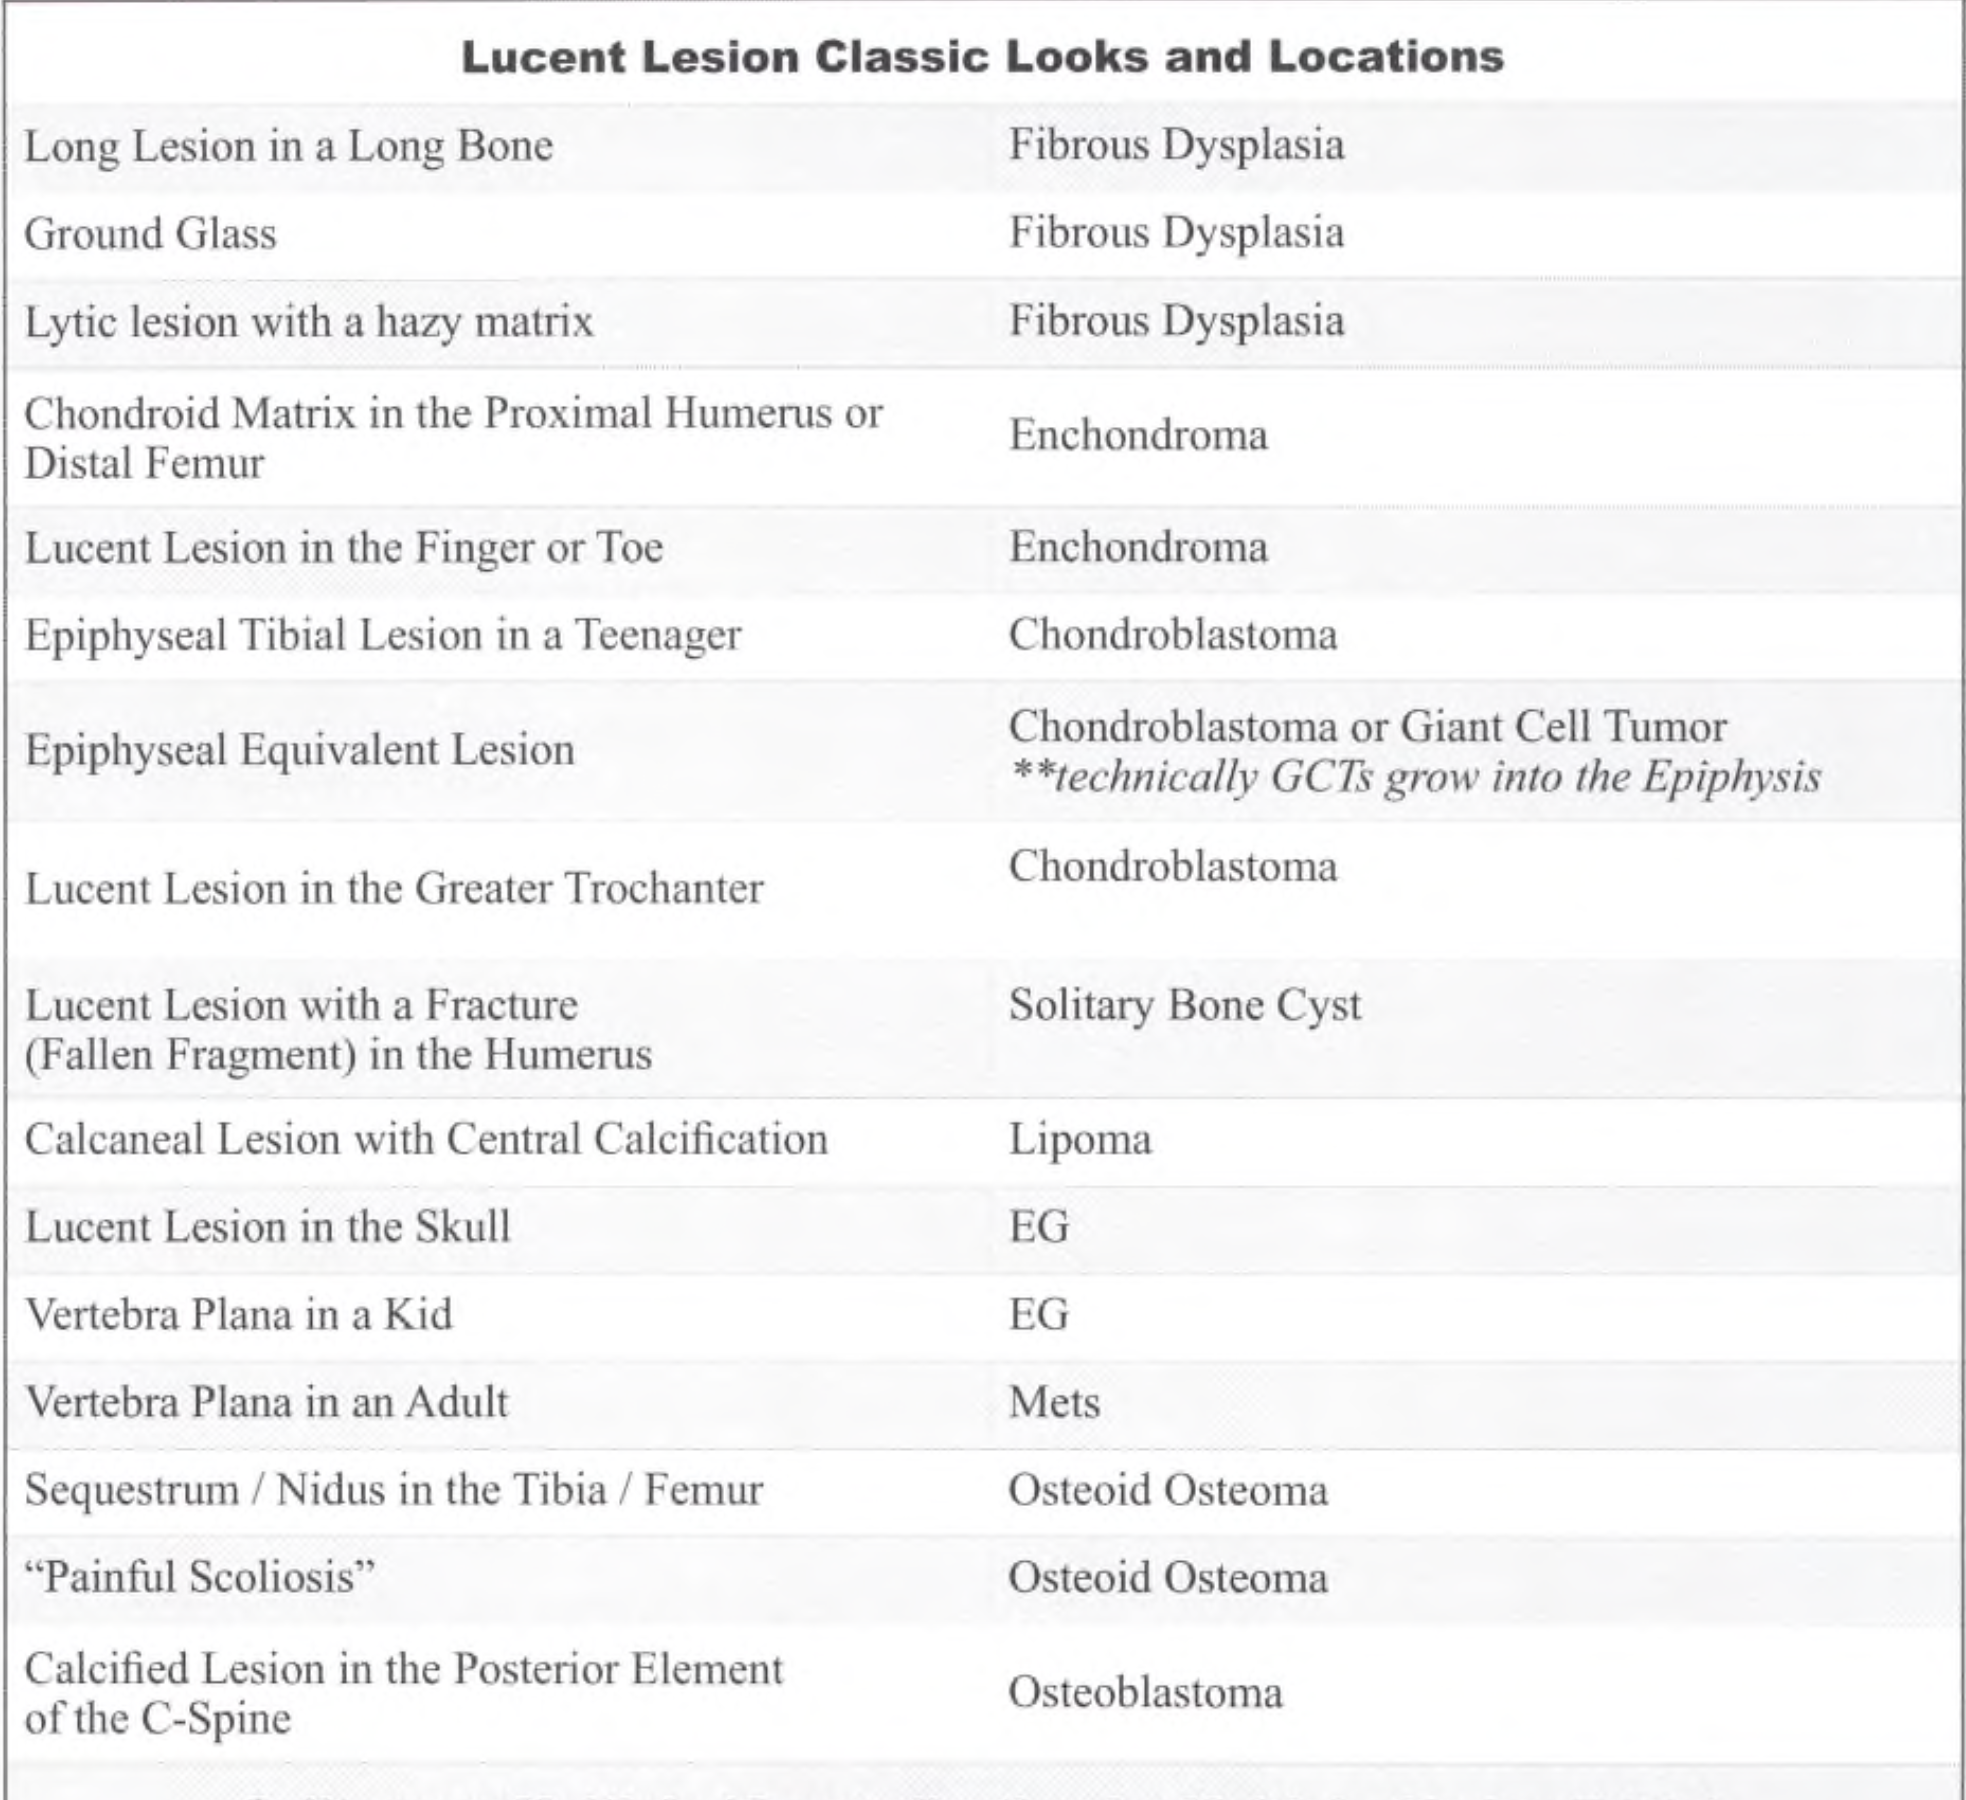 Lucent Lesion Classic Looks and Locations
Long Lesion in a Long Bone Fibrous Dysplasia
Ground Glass Fibrous Dysplasia
Lytic lesion with a hazy matrix Fibrous Dysplasia
Chondroid Matrix in the Proximal Humerus or
Distal Femur
Enchondroma
Lucent Lesion in the Finger or Toe Enchondroma
Epiphyseal Tibial Lesion in a Teenager Chondroblastoma
Epiphyseal Equivalent Lesion
Chondroblastoma or Giant Cell Tumor
**technically GCTs grow into the Epiphysis
Lucent Lesion in the Greater Trochanter Chondroblastoma
Lucent Lesion with a Fracture
(Fallen Fragment) in the Humerus
Solitary Bone Cyst
Calcaneal Lesion with Central Calcification Lipoma
Lucent Lesion in the Skull EG
Vertebra Plana in a Kid EG
Vertebra Plana in an Adult Mets
Sequestrum / Nidus in the Tibia / Femur Osteoid Osteoma
“Painful Scoliosis” Osteoid Osteoma
Calcified Lesion in the Posterior Element
of the C-Spine
Osteoblastoma